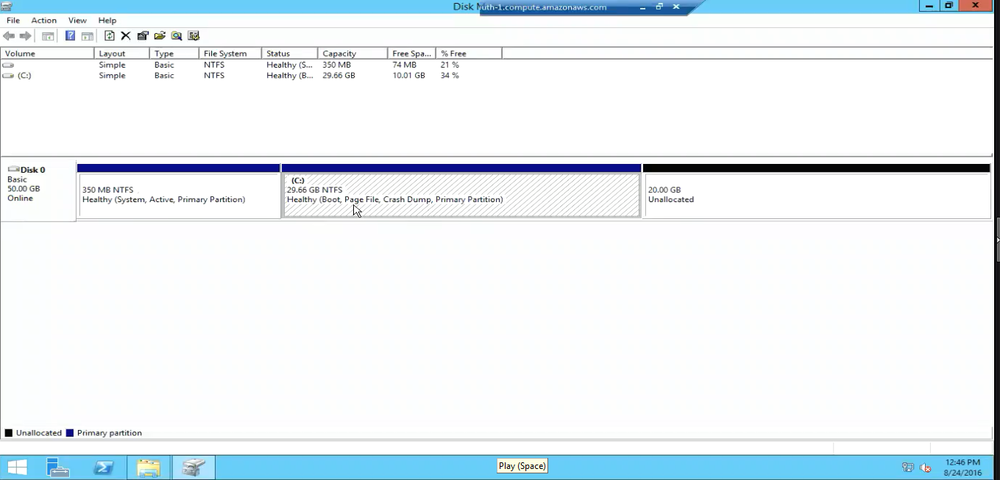 Disk M
uth-1.compute.amazonaws.com
File Action View Help
Volume Layout Type File System Status Capacity Free Spa... % Free
Simple Basic NTFS Healthy (S... 350 MB 74 MB 21 %
(C:) Simple Basic NTFS Healthy (B... 29.66 GB 10.01 GB 34 %
Disk 0
Basic
50.00 GB
Online
350 MB NTFS
Healthy (System, Active, Primary Partition)
(C:)
29.66 GB NTFS
Healthy (Boot, Page File, Crash Dump, Primary Partition)
20.00 GB
Unallocated
Unallocated Primary partition
Play (Space)
12:46 PM
8/24/2016